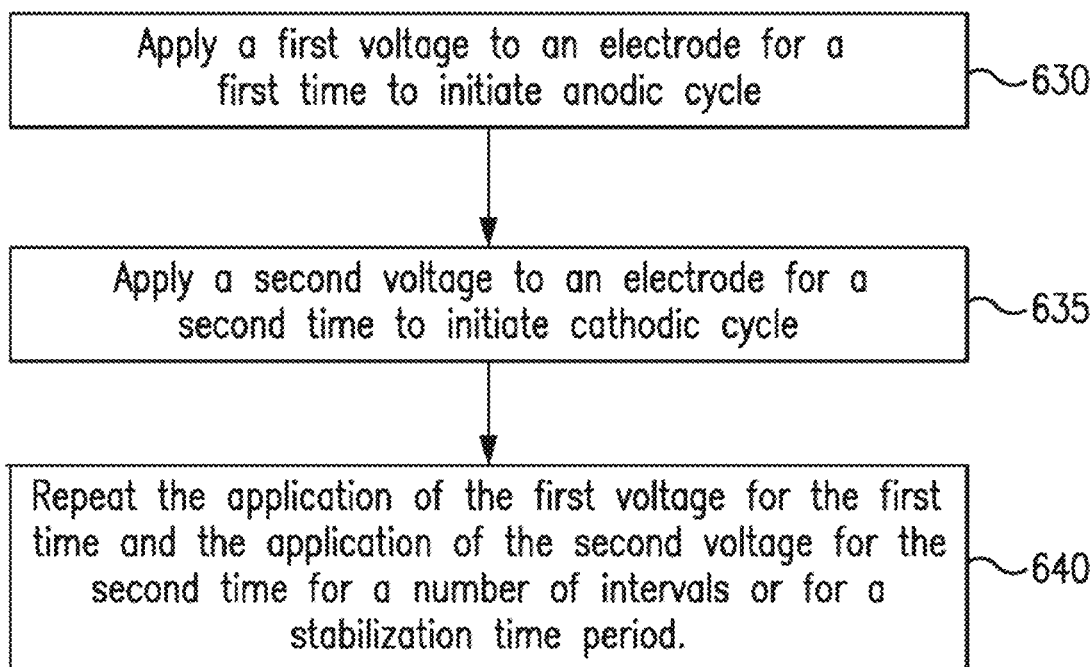 Apply a first voltage to an electrode for a
first time to initiate anodic cycle
630
Apply a second voltage to an electrode for a
second time to initiate cathodic cycle
635
Repeat the application of the first voltage for the first
time and the application of the second voltage for the
second time for a number of intervals or for a
stabilization time period.
640